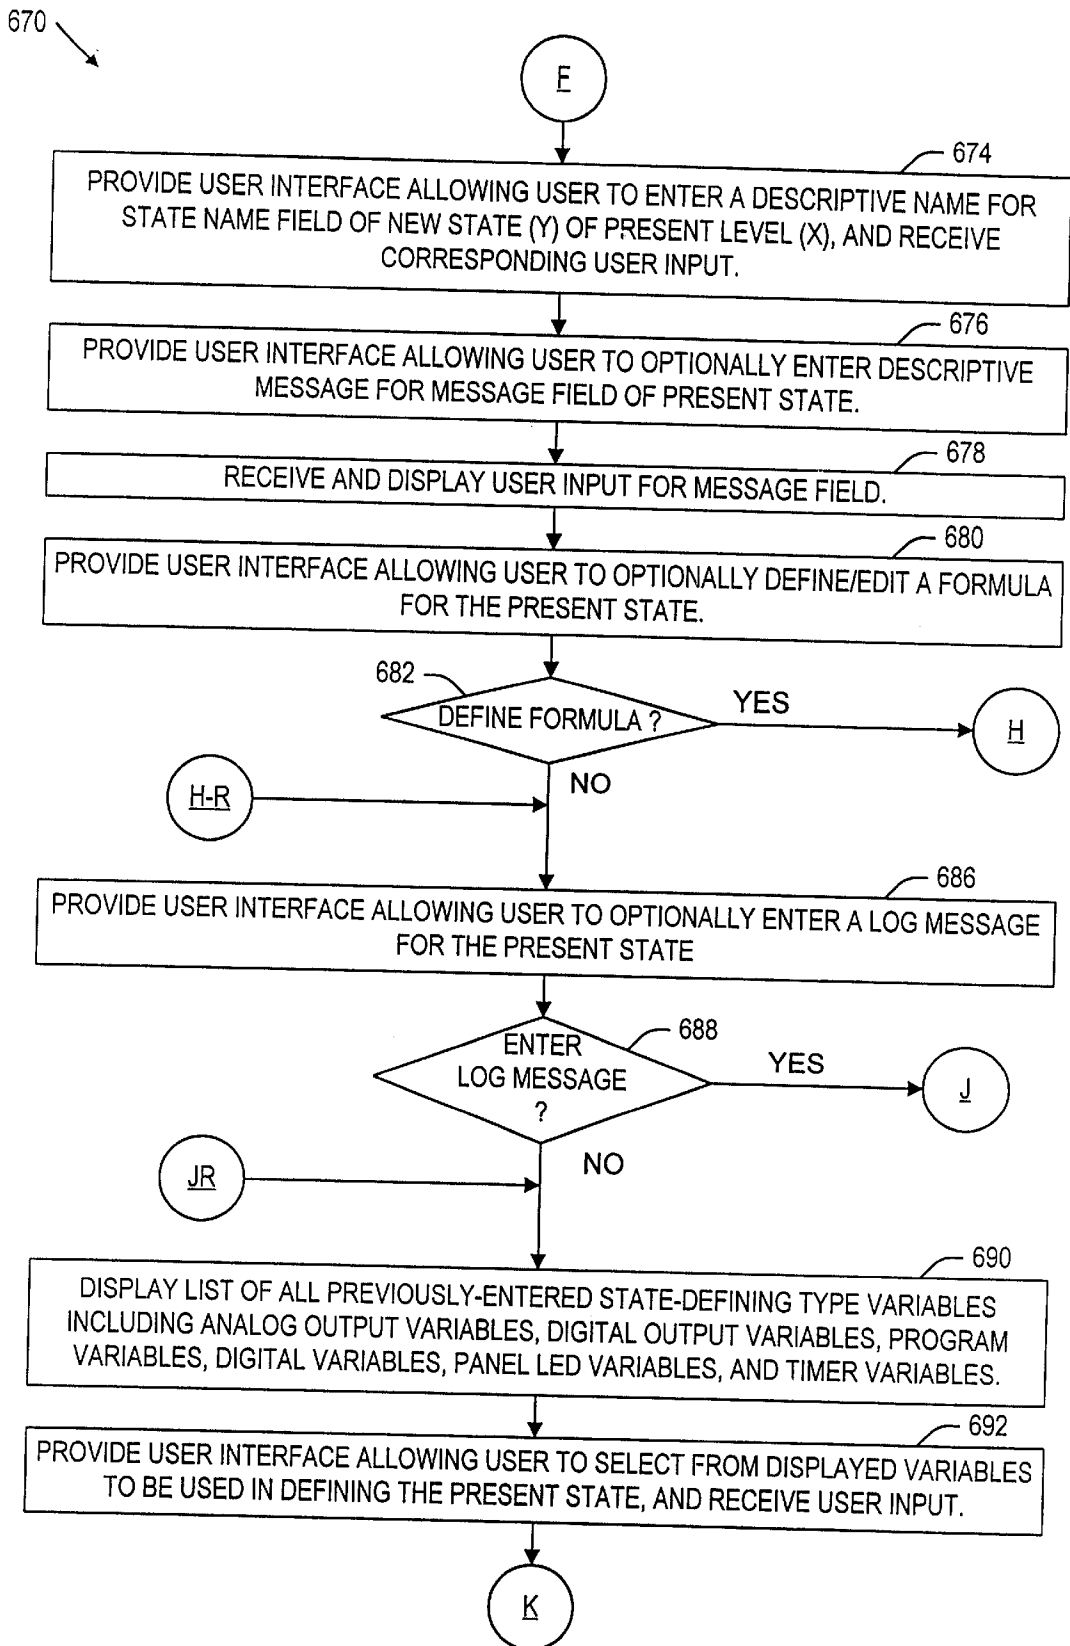 670
F
674
PROVIDE USER INTERFACE ALLOWING USER TO ENTER A DESCRIPTIVE NAME FOR
STATE NAME FIELD OF NEW STATE (Y) OF PRESENT LEVEL (X), AND RECEIVE
CORRESPONDING USER INPUT.
676
PROVIDE USER INTERFACE ALLOWING USER TO OPTIONALLY ENTER DESCRIPTIVE
MESSAGE FOR MESSAGE FIELD OF PRESENT STATE.
678
RECEIVE AND DISPLAY USER INPUT FOR MESSAGE FIELD.
680
PROVIDE USER INTERFACE ALLOWING USER TO OPTIONALLY DEFINE/EDIT A FORMULA
FOR THE PRESENT STATE.
682
DEFINE FORMULA ?
YES
H
NO
H-R
686
PROVIDE USER INTERFACE ALLOWING USER TO OPTIONALLY ENTER A LOG MESSAGE
FOR THE PRESENT STATE
688
ENTER
LOG MESSAGE
?
YES
J
NO
JR
690
DISPLAY LIST OF ALL PREVIOUSLY-ENTERED STATE-DEFINING TYPE VARIABLES
INCLUDING ANALOG OUTPUT VARIABLES, DIGITAL OUTPUT VARIABLES, PROGRAM
VARIABLES, DIGITAL VARIABLES, PANEL LED VARIABLES, AND TIMER VARIABLES.
692
PROVIDE USER INTERFACE ALLOWING USER TO SELECT FROM DISPLAYED VARIABLES
TO BE USED IN DEFINING THE PRESENT STATE, AND RECEIVE USER INPUT.
K